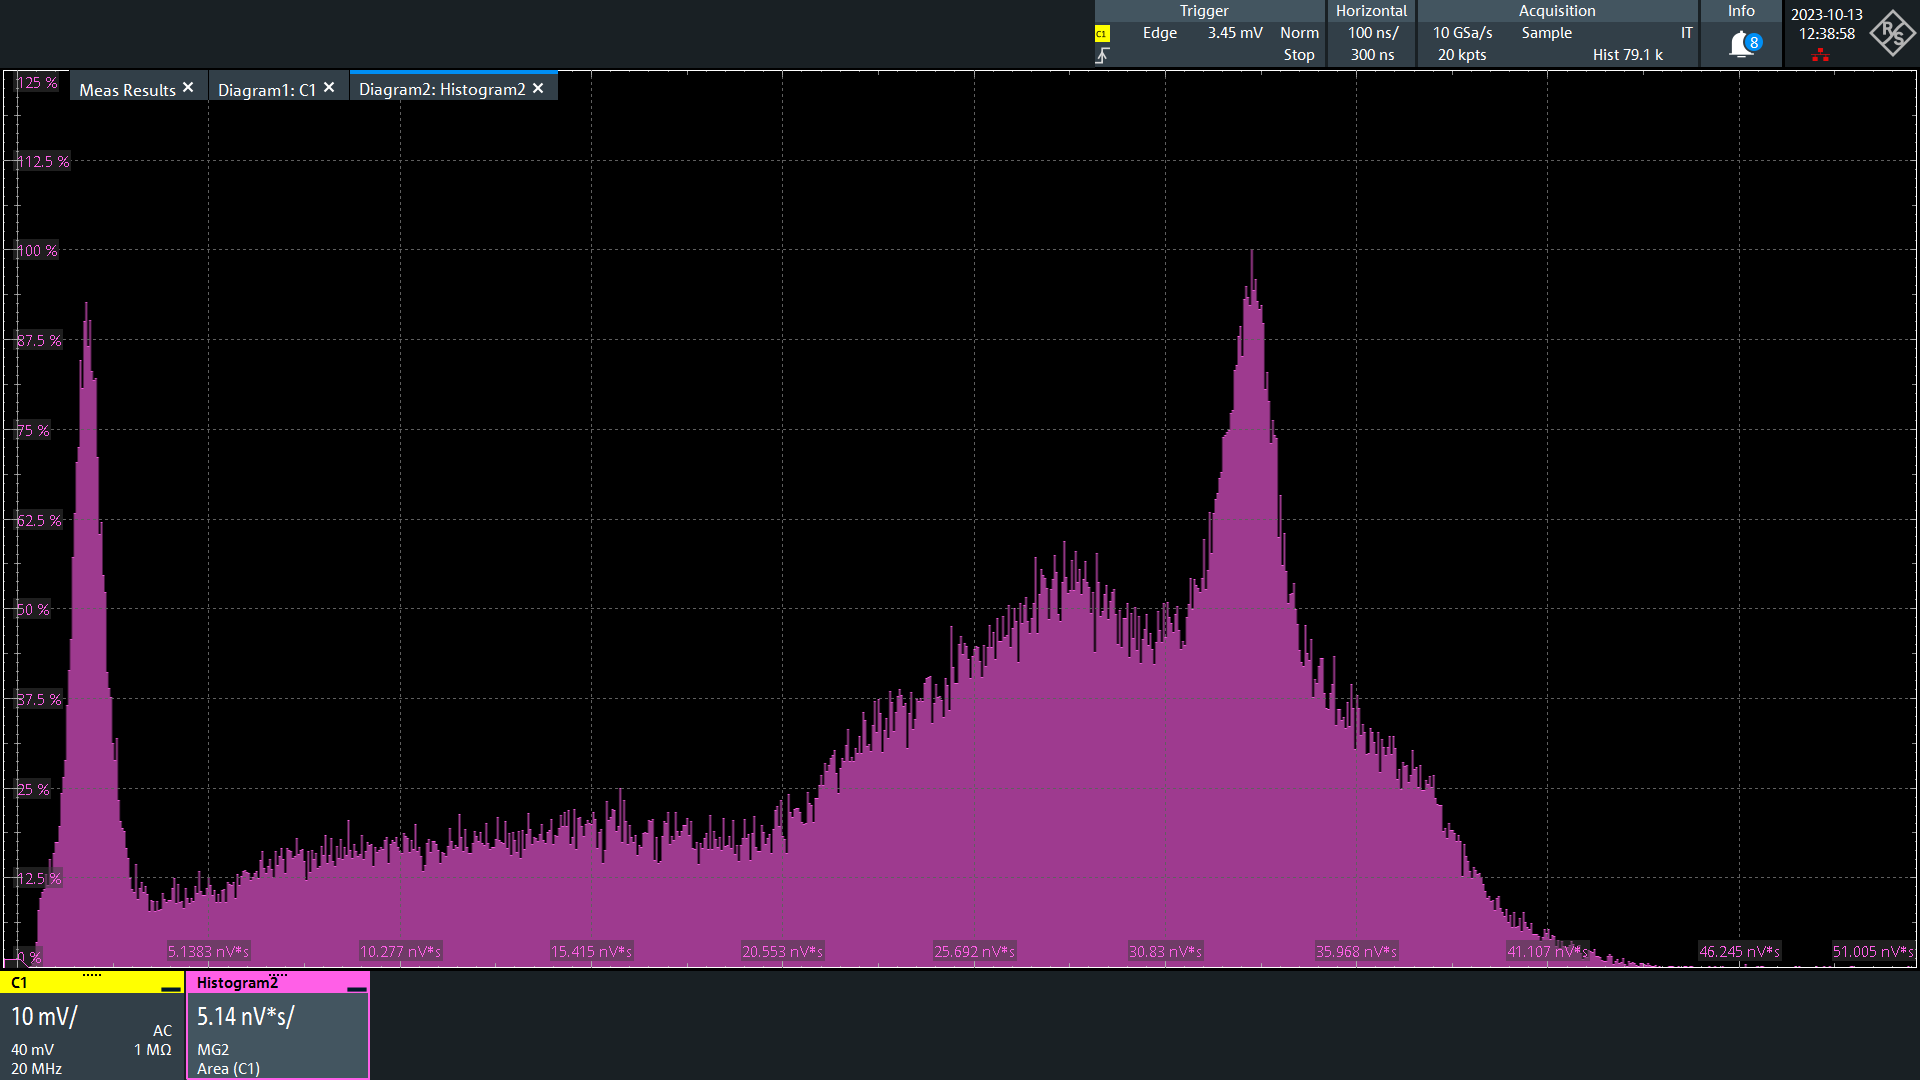 Trigger
C1
Edge 3.45 mV Norm
Stop
Horizontal
100 ns/
300 ns
Acquisition
10 GSa/s Sample IT
20 kpts Hist 79.1 k
Info
8
2023-10-13
12:38:58
R S
Meas Results ×
Diagram1: C1 ×
Diagram2: Histogram2 ×
125 %
112.5 %
100 %
87.5 %
75 %
62.5 %
50 %
37.5 %
25 %
12.5 %
0 %
5.1383 nV*s
10.277 nV*s
15.415 nV*s
20.553 nV*s
25.692 nV*s
30.83 nV*s
35.968 nV*s
41.107 nV*s
46.245 nV*s
51.005 nV*s
C1
10 mV/
AC
40 mV 1 MΩ
20 MHz
Histogram2
5.14 nV*s/
MG2
Area (C1)